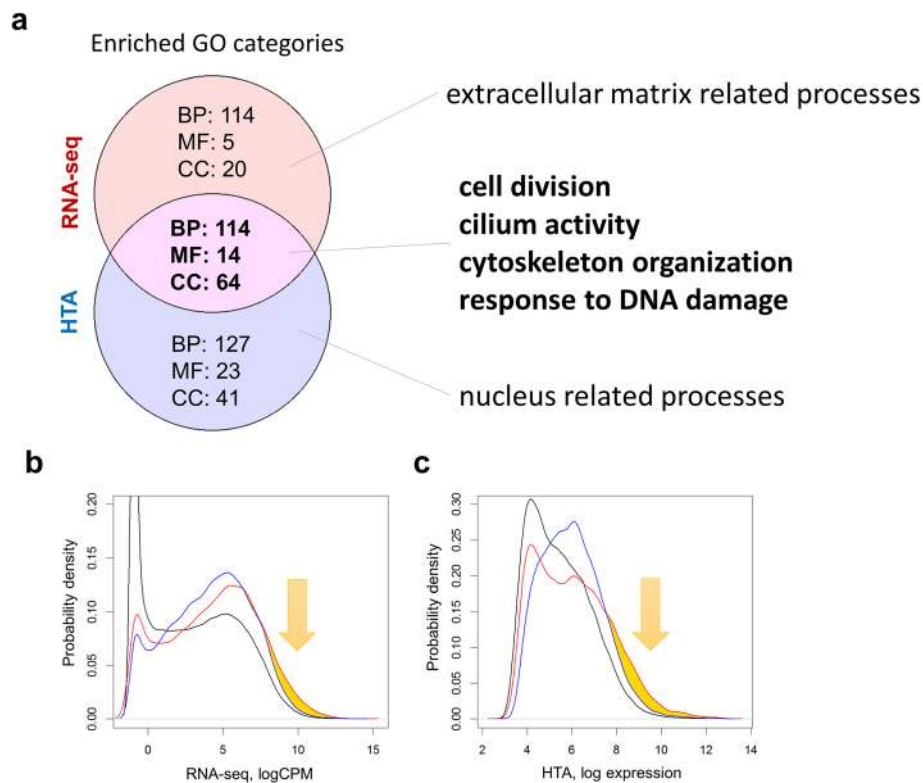 a
Enriched GO categories
RNA-seq
BP: 114
MF: 5
CC: 20
extracellular matrix related processes
BP: 114
MF: 14
CC: 64
cell division
cilium activity
cytoskeleton organization
response to DNA damage
HTA
BP: 127
MF: 23
CC: 41
nucleus related processes
b
Probability density
0.20
0.15
0.10
0.05
0.00
0 5 10 15
RNA-seq, logCPM
c
Probability density
0.30
0.25
0.20
0.15
0.10
0.05
0.00
2 4 6 8 10 12 14
HTA, log expression